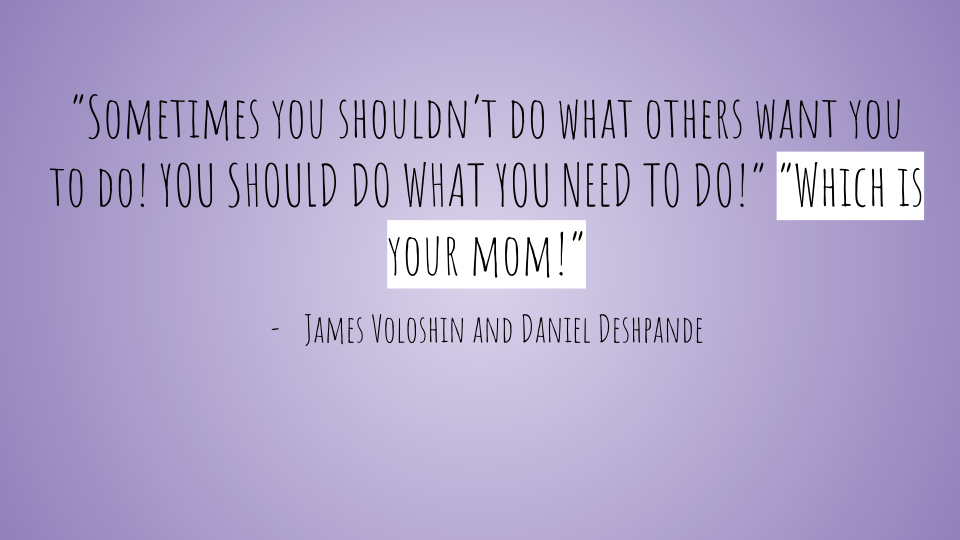 "Sometimes you shouldn't do what others want you
to do! YOU SHOULD DO WHAT YOU NEED TO DO!" "Which is
your mom!"
- James Voloshin and Daniel Deshpande